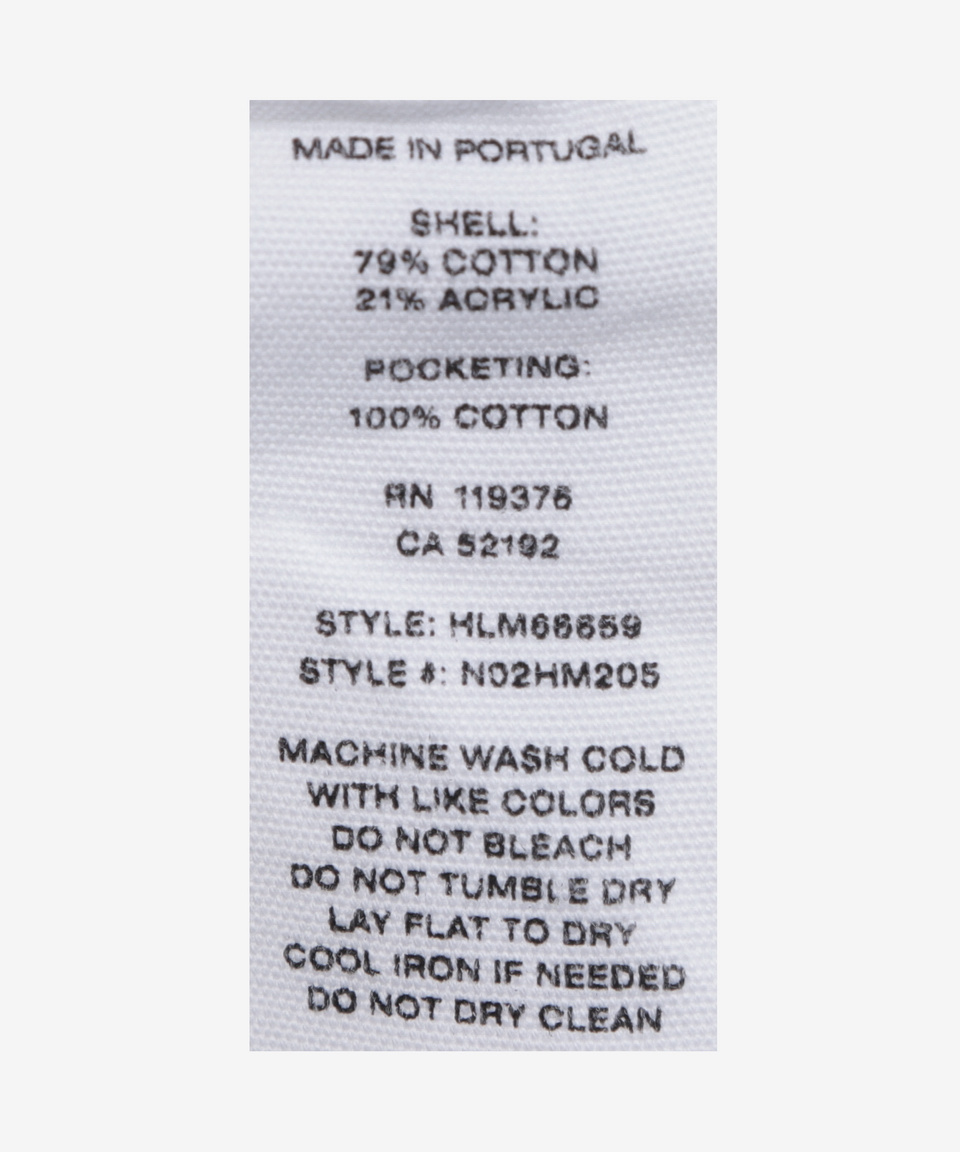 MADE IN PORTUGAL
SHELL:
79% COTTON
21% ACRYLIC
POCKETING:
100% COTTON
RN 119376
CA 52192
STYLE: HLM66659
STYLE #: N02HM205
MACHINE WASH COLD
WITH LIKE COLORS
DO NOT BLEACH
DO NOT TUMBLE DRY
LAY FLAT TO DRY
COOL IRON IF NEEDED
DO NOT DRY CLEAN